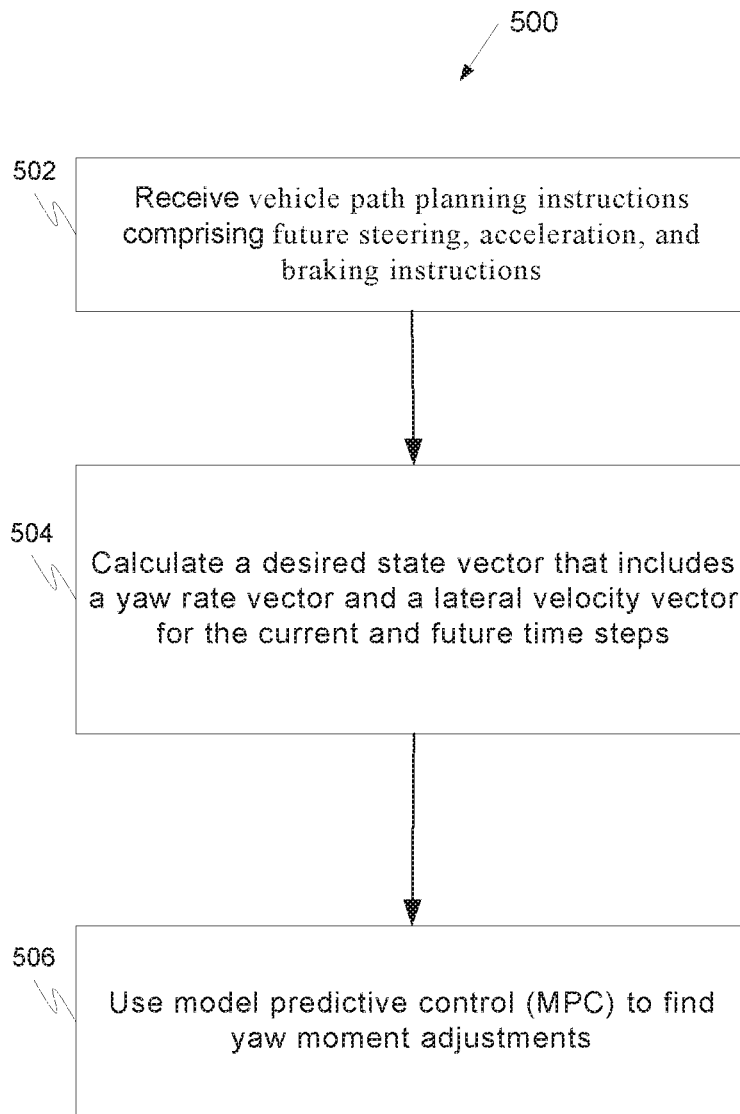 500
502
Receive vehicle path planning instructions
comprising future steering, acceleration, and
braking instructions
504
Calculate a desired state vector that includes
a yaw rate vector and a lateral velocity vector
for the current and future time steps
506
Use model predictive control (MPC) to find
yaw moment adjustments